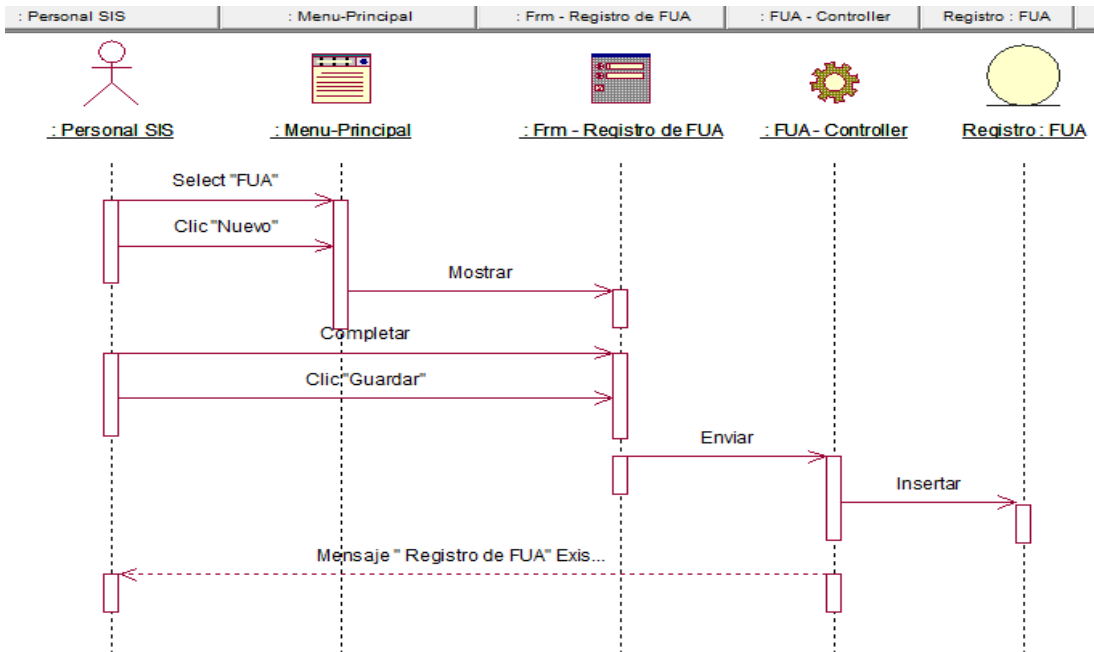 : Personal SIS
: Menu-Principal
: Frm - Registro de FUA
: FUA - Controller
Registro : FUA
: Personal SIS
: Menu-Principal
: Frm - Registro de FUA
: FUA - Controller
Registro : FUA
Select "FUA"
Clic "Nuevo"
Mostrar
Completar
Clic "Guardar"
Enviar
Insertar
Mensaje " Registro de FUA" Exis...